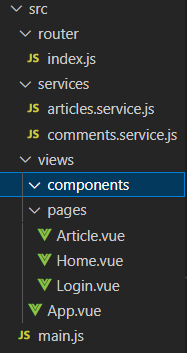 src
router
JS index.js
services
JS articles.service.js
JS comments.service.js
views
components
pages
Article.vue
Home.vue
Login.vue
App.vue
JS main.js